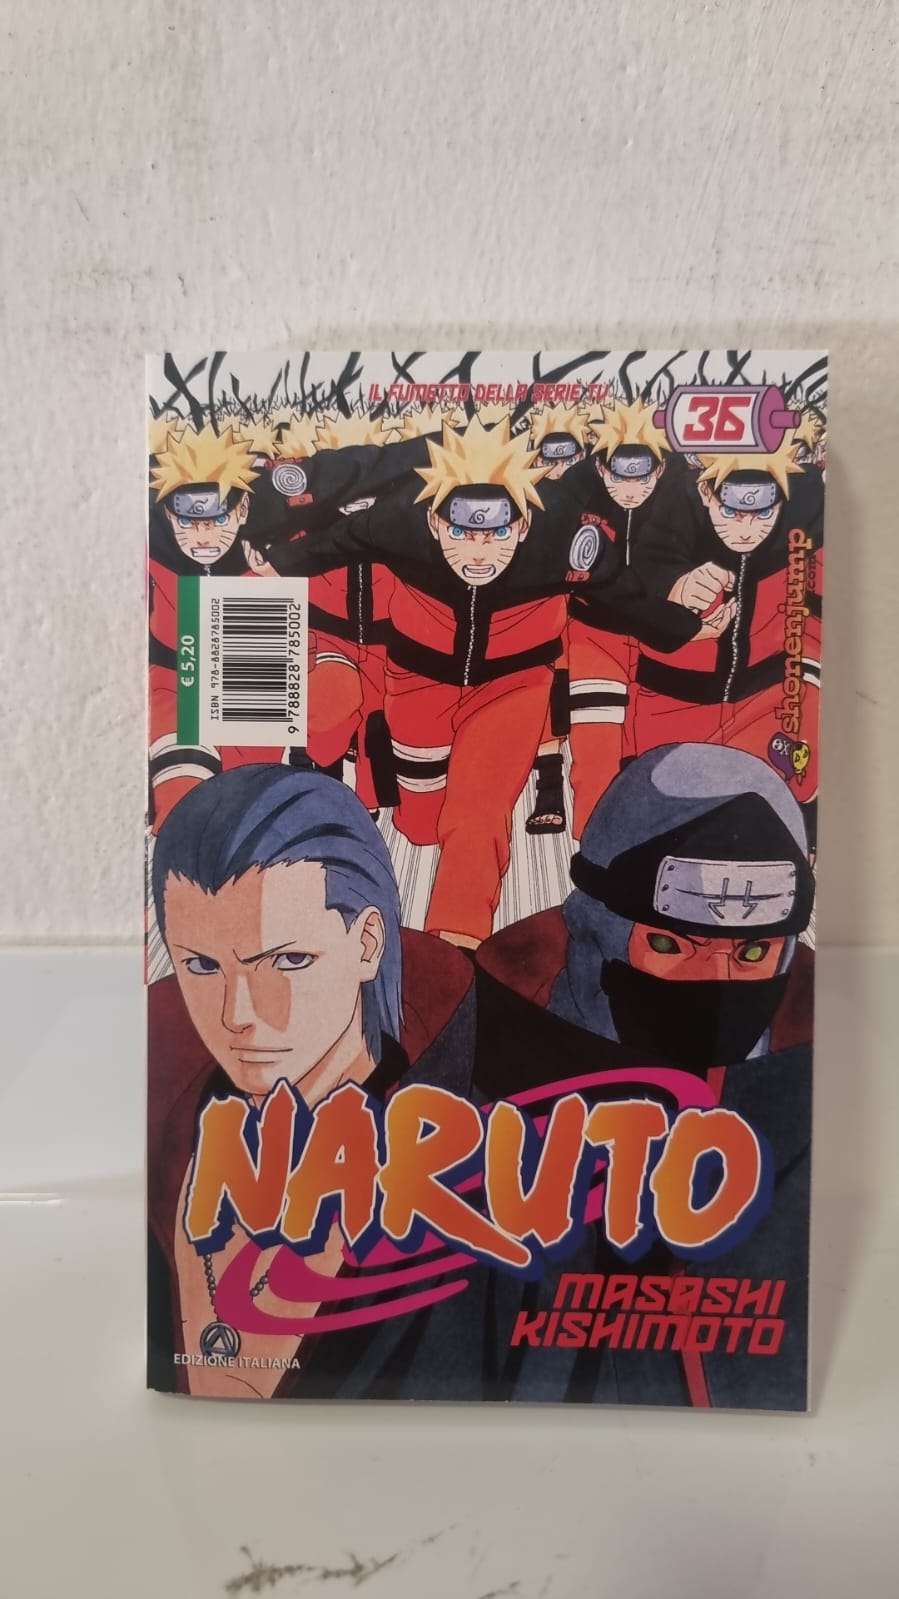 IL FUMETTO DELLA SERIE TV
36
shonenjump
.com
€ 5,20
ISBN 978-8828785002
9 788828 785002
NARUTO
MASASHI
KISHIMOTO
EDIZIONE ITALIANA